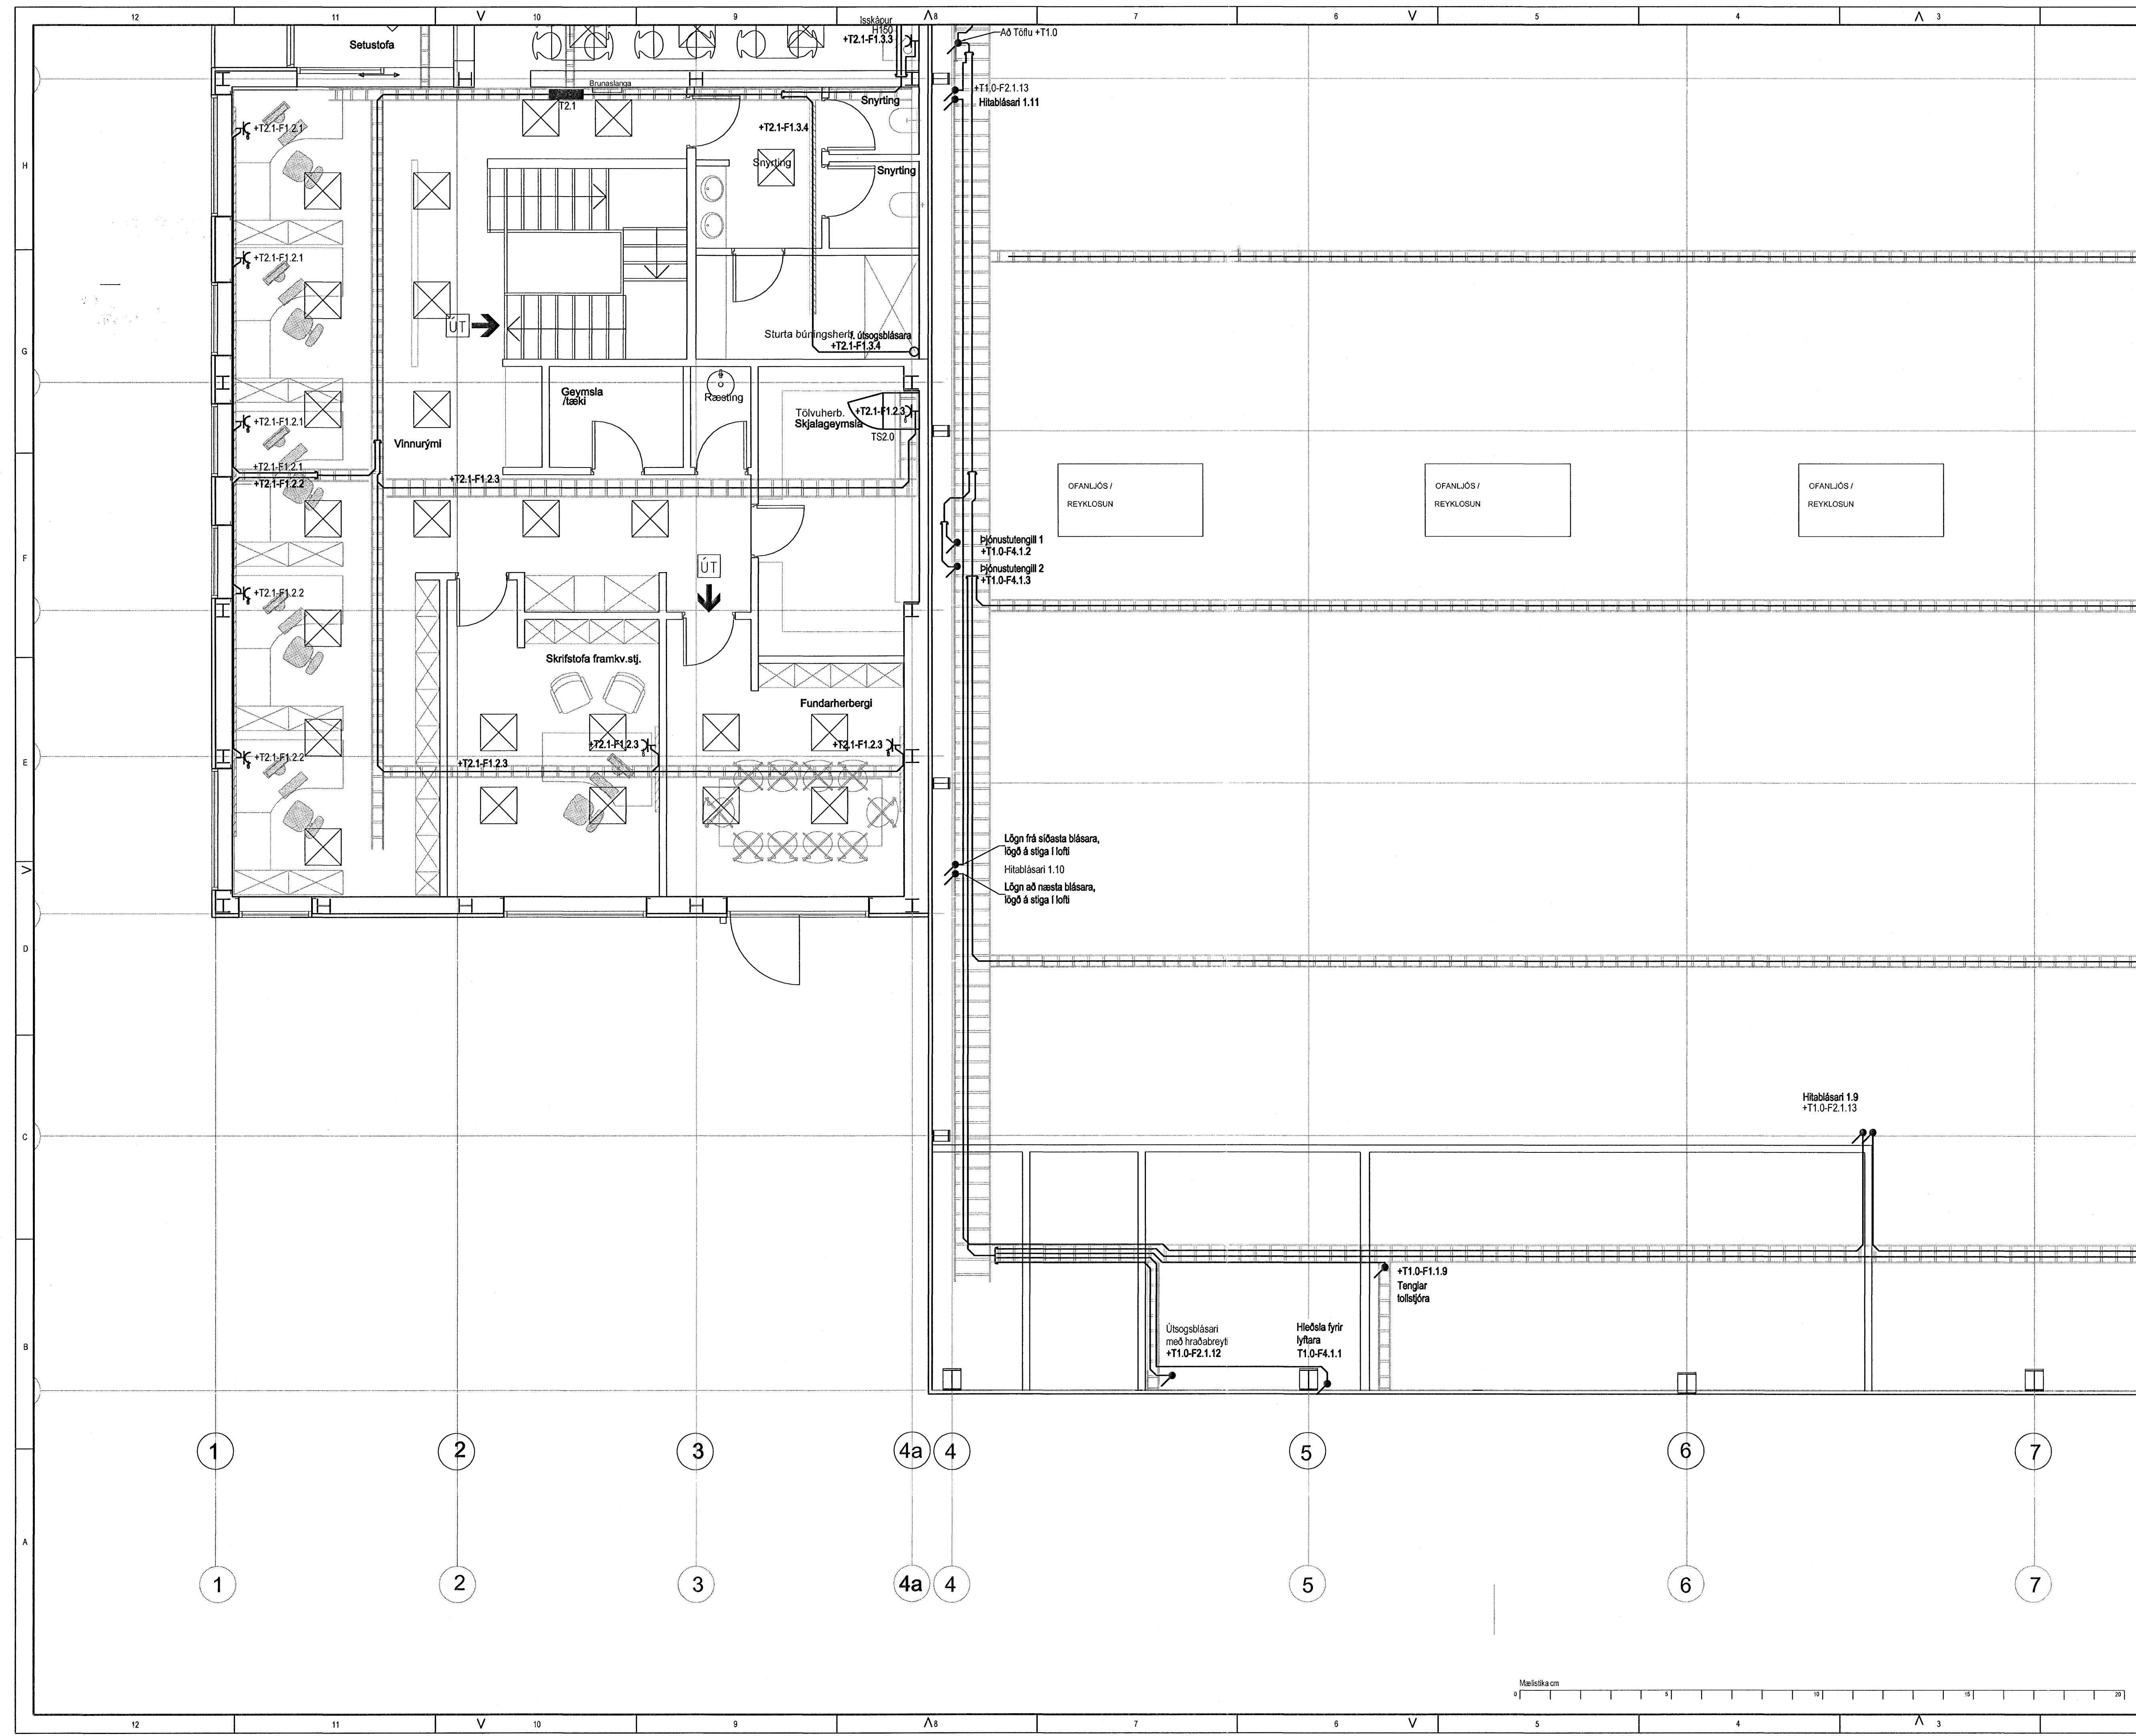 12 11 10 9 8 7 6 5 4 3
Ísskápur
H150
+T2.1-F1.3.3
Að Töflu +T1.0
Setustofa
Brunaslanga
T2.1
+T1.0-F2.1.13
Hitablásari 1.11
Snyrting
+T2.1-F1.2.1
+T2.1-F1.3.4
H
Snyrting
Snyrting
+T2.1-F1.2.1
ÚT
Sturta búningsherb.
f. útsogsblásara
+T2.1-F1.3.4
G
Geymsla
/tæki
Ræsting
Tölvuherb.
Skjalageymsla
+T2.1-F1.2.3
TS2.0
+T2.1-F1.2.1
Vinnurými
+T2.1-F1.2.1
+T2.1-F1.2.2
+T2.1-F1.2.3
OFANLJÓS /
REYKLOSUN
OFANLJÓS /
REYKLOSUN
OFANLJÓS /
REYKLOSUN
Þjónustutengill 1
+T1.0-F4.1.2
Þjónustutengill 2
+T1.0-F4.1.3
F
ÚT
+T2.1-F1.2.2
Skrifstofa framkv.stj.
Fundarherbergi
+T2.1-F1.2.3
+T2.1-F1.2.3
+T2.1-F1.2.2
+T2.1-F1.2.3
E
Lögn frá síðasta blásara,
lögð á stiga í lofti
Hitablásari 1.10
Lögn að næsta blásara,
lögð á stiga í lofti
D
Hitablásari 1.9
+T1.0-F2.1.13
C
+T1.0-F1.1.9
Tenglar
tollstjóra
Útsogsblásari
með hraðabreyti
+T1.0-F2.1.12
Hleðsla fyrir
lyftara
T1.0-F4.1.1
B
1 2 3 4a 4 5 6 7
A
1 2 3 4a 4 5 6 7
Mælistika cm
0 5 10 15 20
12 11 10 9 8 7 6 5 4 3